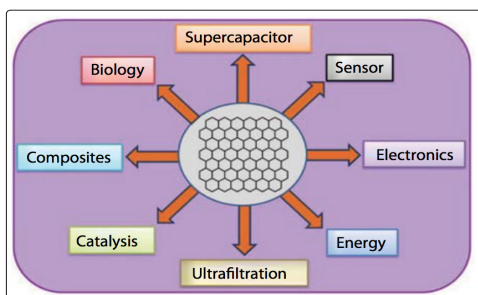 Supercapacitor
Biology
Sensor
Composites
Electronics
Catalysis
Energy
Ultrafiltration